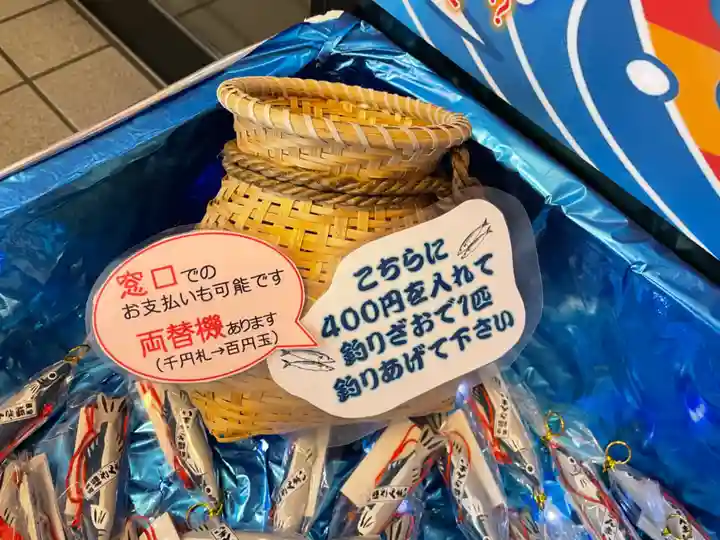 窓口での
お支払いも可能です
両替機あります
(千円札→百円玉)
こちらに
400円を入れて
釣りざおで1匹
釣りあげて下さい